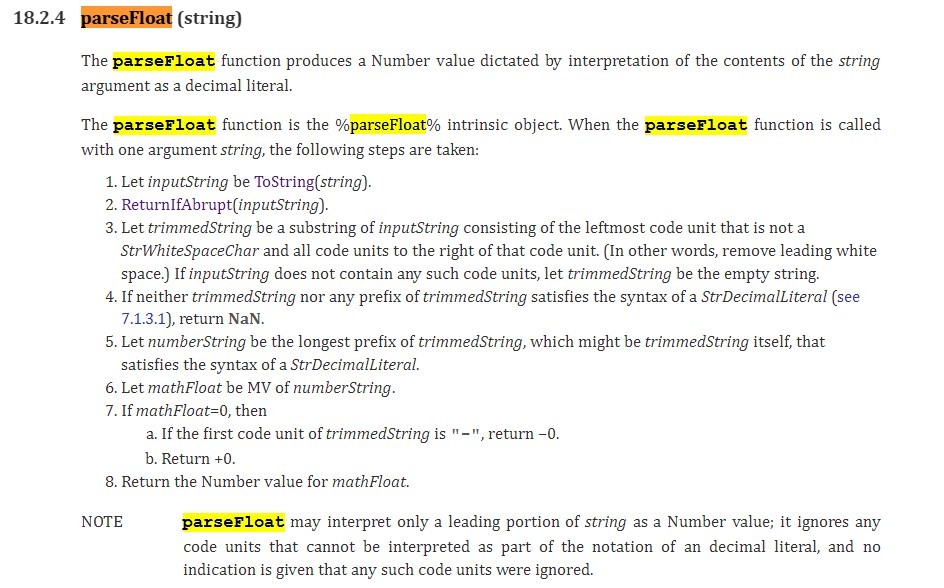 18.2.4 parseFloat (string)
The parseFloat function produces a Number value dictated by interpretation of the contents of the string
argument as a decimal literal.
The parseFloat function is the %parseFloat% intrinsic object. When the parseFloat function is called
with one argument string, the following steps are taken:
1. Let inputString be ToString(string).
2. ReturnIfAbrupt(inputString).
3. Let trimmedString be a substring of inputString consisting of the leftmost code unit that is not a
StrWhiteSpaceChar and all code units to the right of that code unit. (In other words, remove leading white
space.) If inputString does not contain any such code units, let trimmedString be the empty string.
4. If neither trimmedString nor any prefix of trimmedString satisfies the syntax of a StrDecimalLiteral (see
7.1.3.1), return NaN.
5. Let numberString be the longest prefix of trimmedString, which might be trimmedString itself, that
satisfies the syntax of a StrDecimalLiteral.
6. Let mathFloat be MV of numberString.
7. If mathFloat=0, then
a. If the first code unit of trimmedString is "-", return −0.
b. Return +0.
8. Return the Number value for mathFloat.
NOTE parseFloat may interpret only a leading portion of string as a Number value; it ignores any
code units that cannot be interpreted as part of the notation of an decimal literal, and no
indication is given that any such code units were ignored.